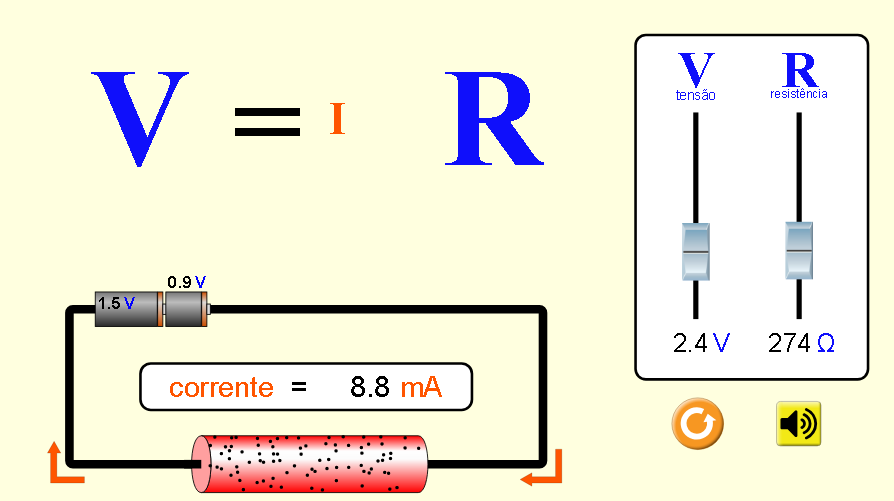 V = I R
V
tensão
R
resistência
2.4 V
274 Ω
0.9 V
1.5 V
corrente = 8.8 mA